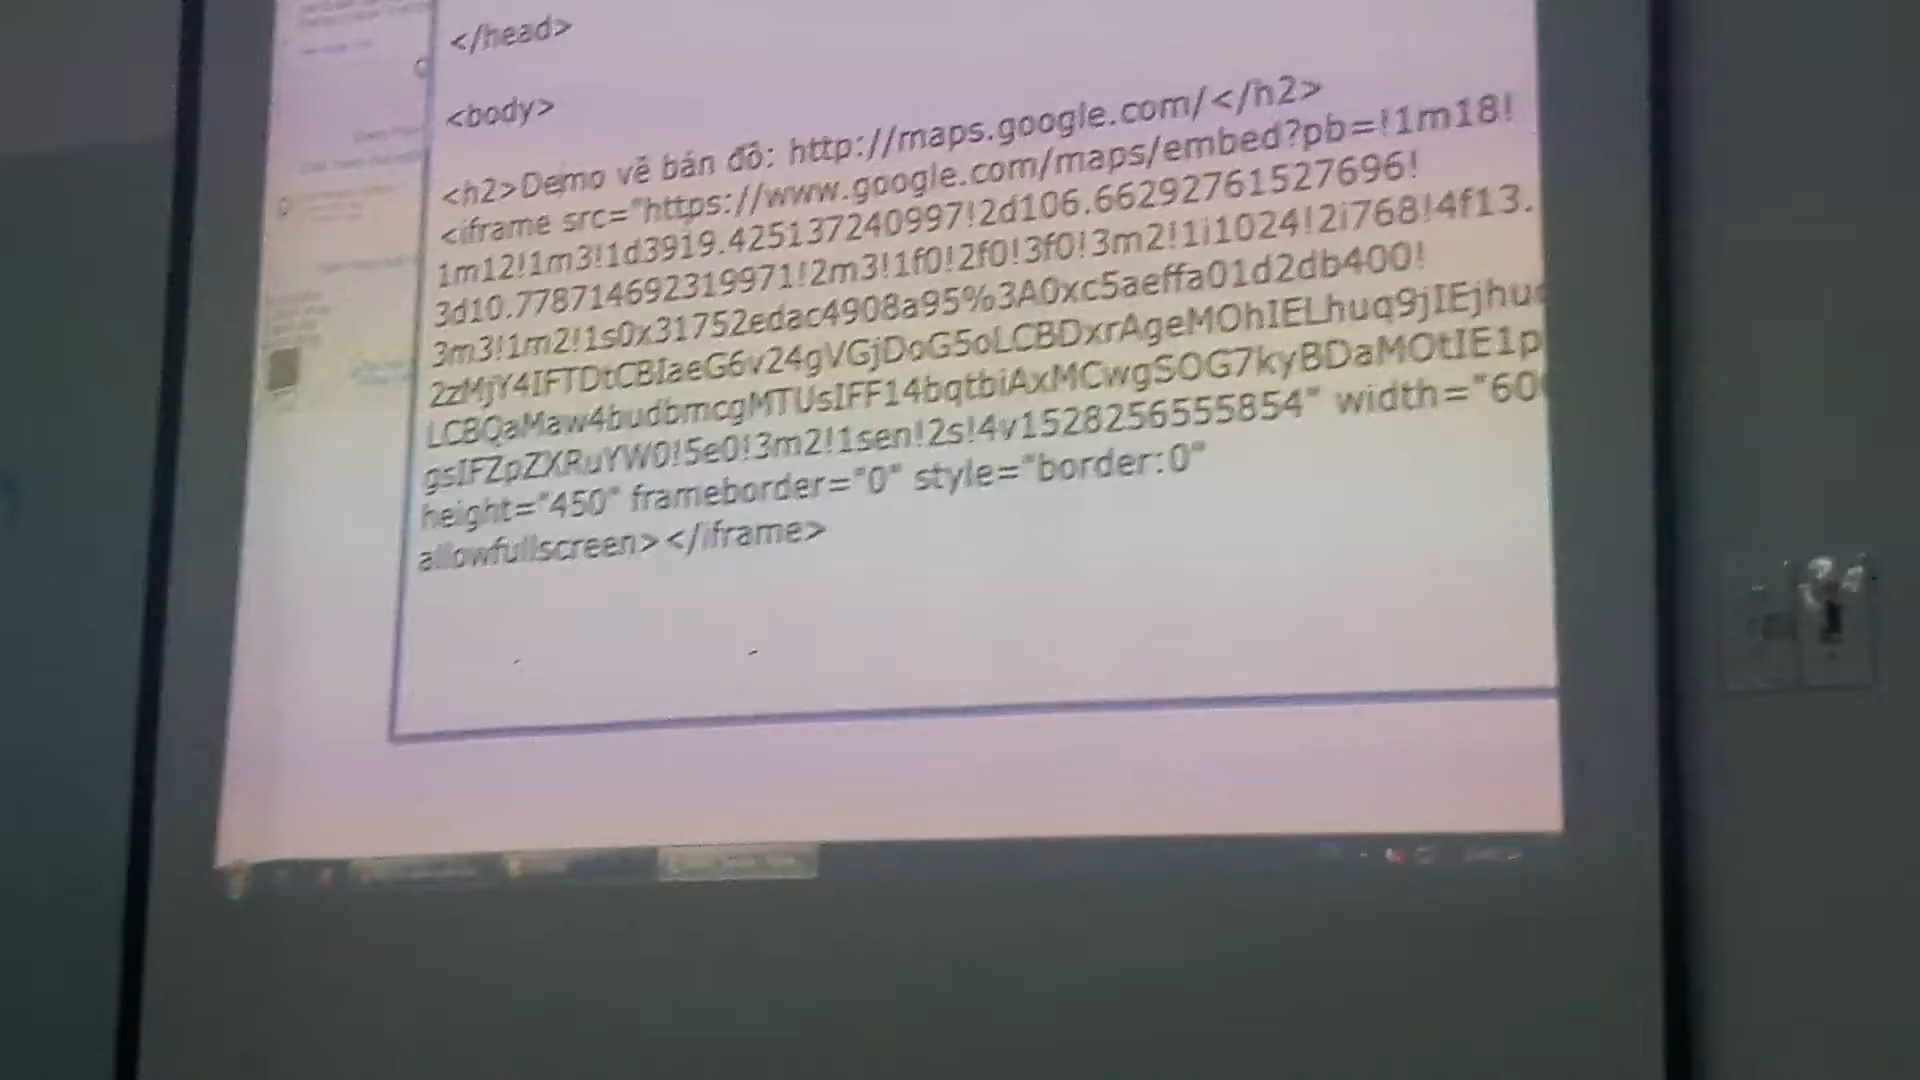 </head>
<body>
<h2>Demo về bản đồ: http://maps.google.com/</h2>
<iframe src="https://www.google.com/maps/embed?pb=!1m18!
1m12!1m3!1d3919.425137240997!2d106.66292761527696!
3d10.778714692319971!2m3!1f0!2f0!3f0!3m2!1i1024!2i768!4f13.
3m3!1m2!1s0x31752edac4908a95%3A0xc5aeffa01d2db400!
2zMjY4IFTDtCBIaeG6v24gVGjDoG5oLCBDxrAgeMOhIELhuq9jIEjhu
LCBQaMaw4budbmcgMTUsIFF14bqtbiAxMCwgSOG7kyBDaMOtIE1p
gsIFZpZXRuYW0!5e0!3m2!1sen!2s!4v1528256555854" width="60
height="450" frameborder="0" style="border:0"
allowfullscreen></iframe>